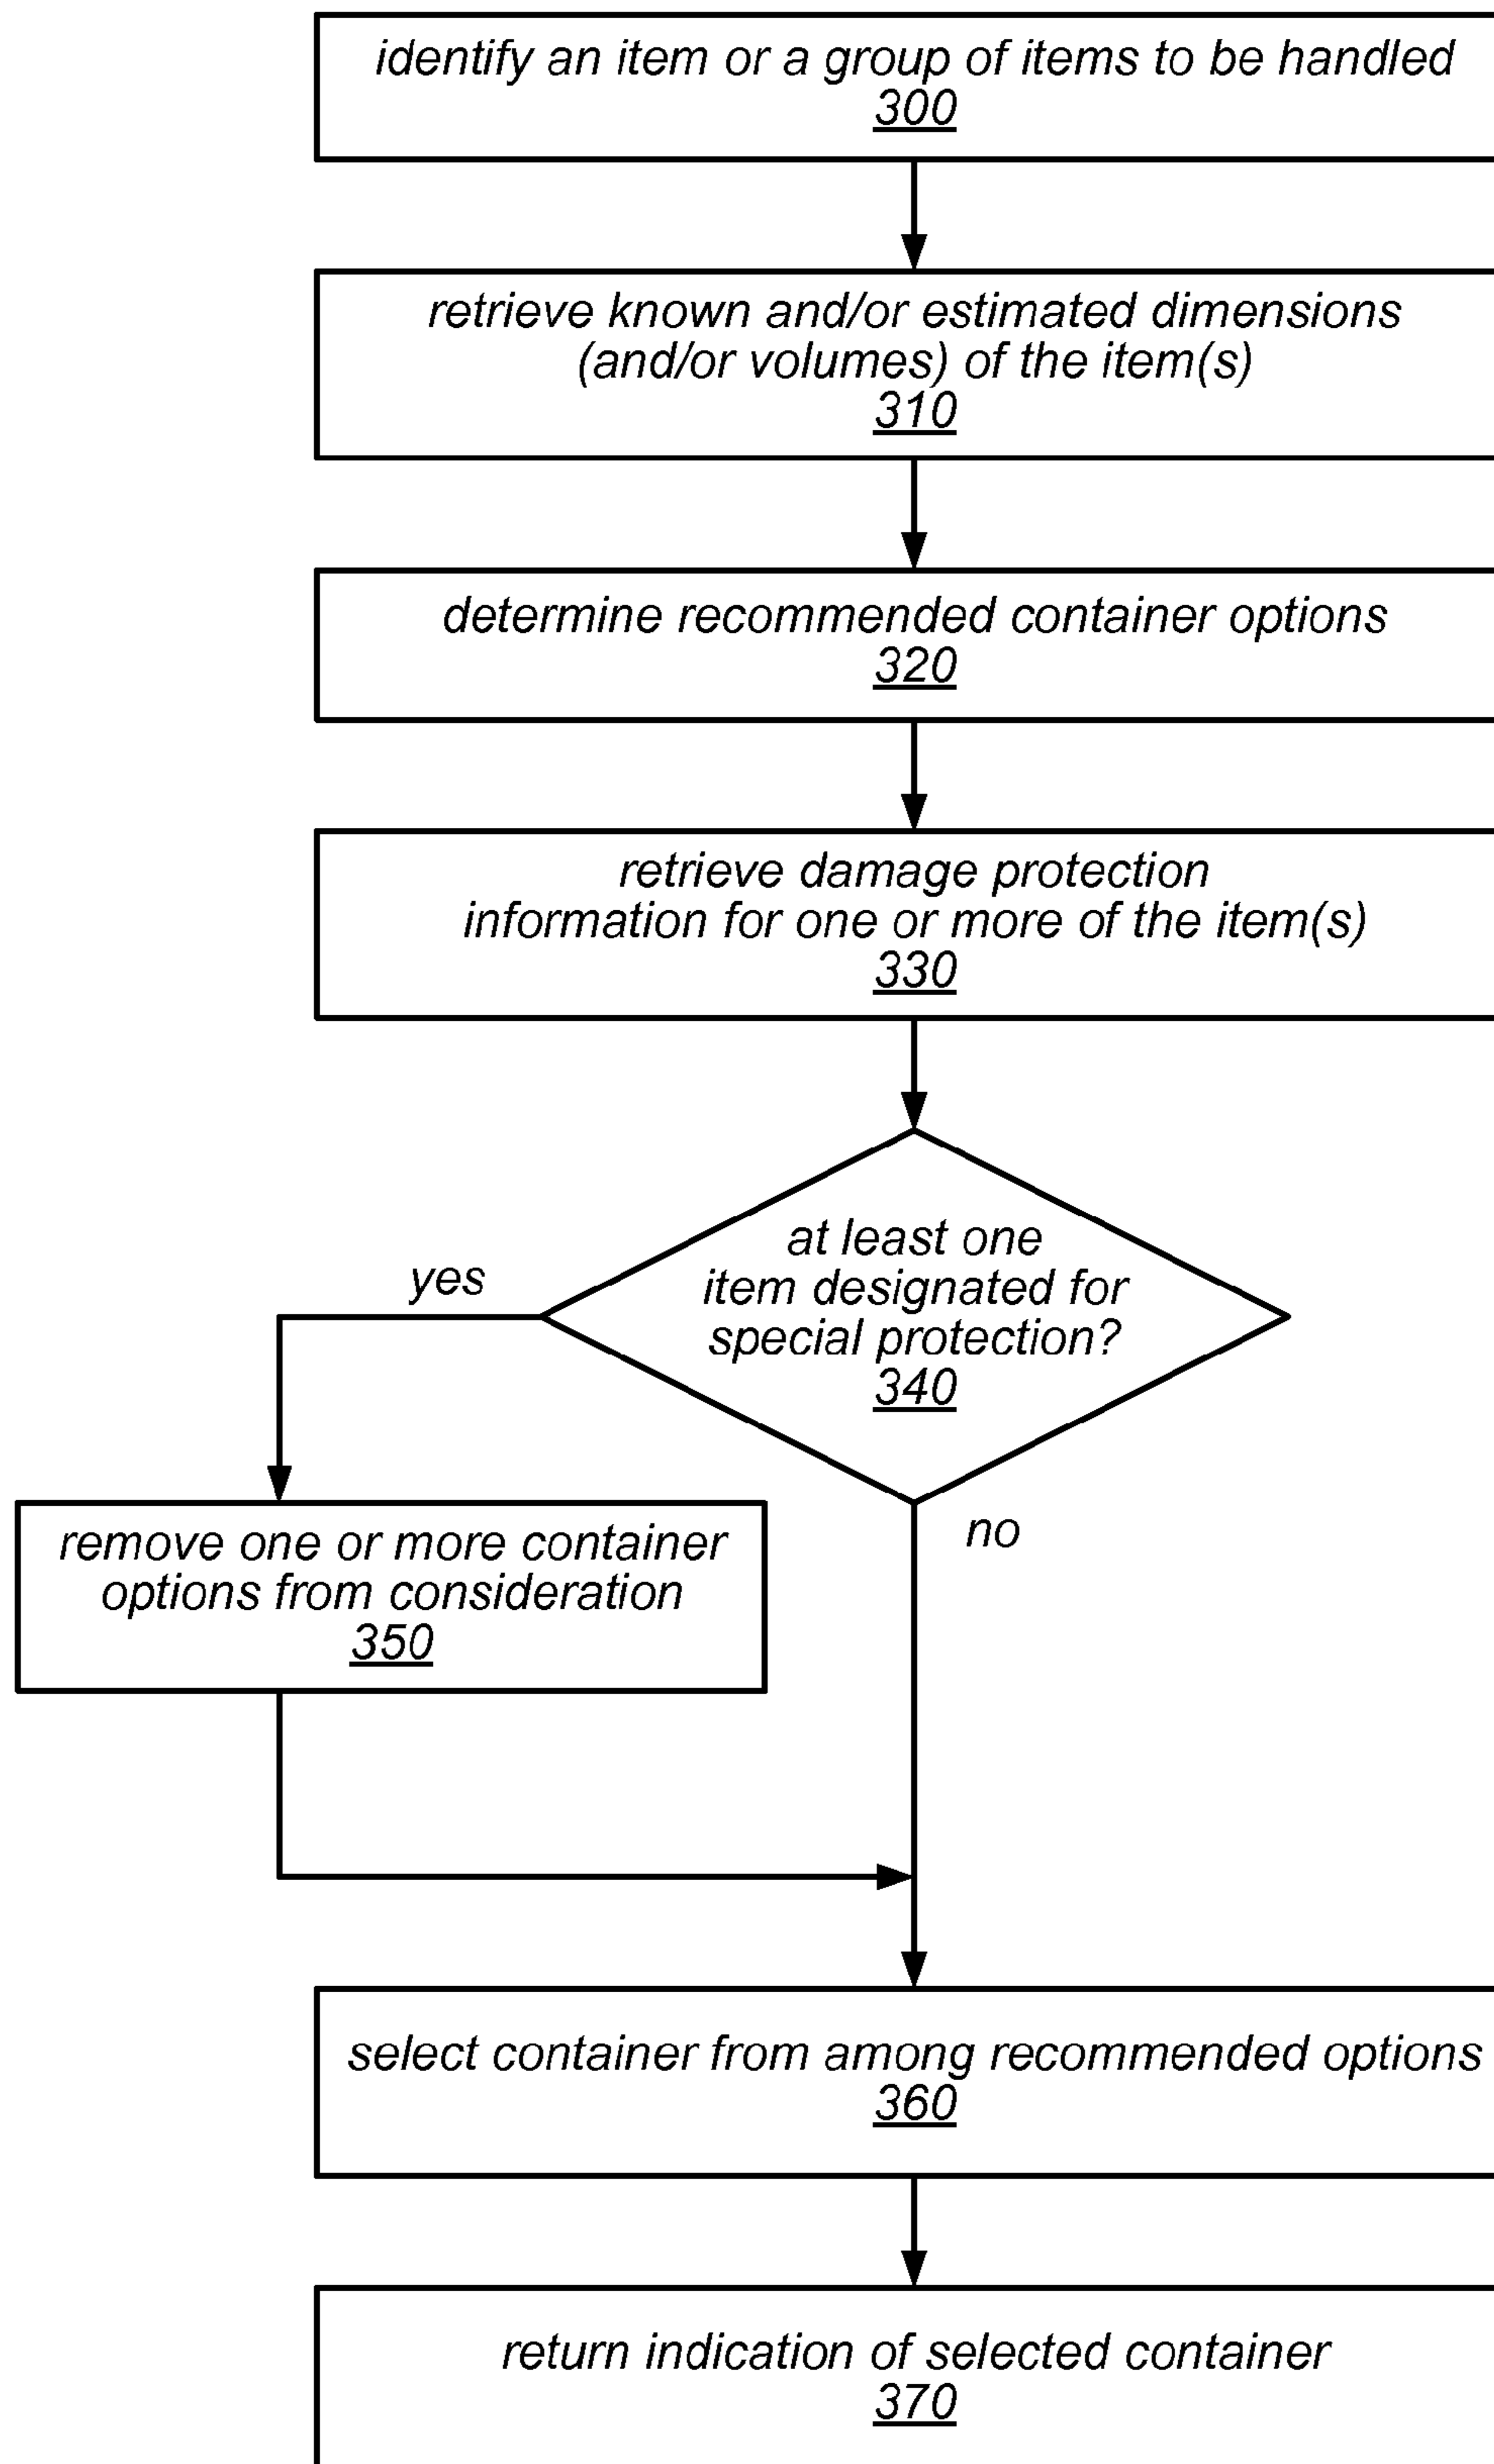 identify an item or a group of items to be handled
300
retrieve known and/or estimated dimensions
(and/or volumes) of the item(s)
310
determine recommended container options
320
retrieve damage protection
information for one or more of the item(s)
330
at least one
item designated for
special protection?
340
yes
no
remove one or more container
options from consideration
350
select container from among recommended options
360
return indication of selected container
370